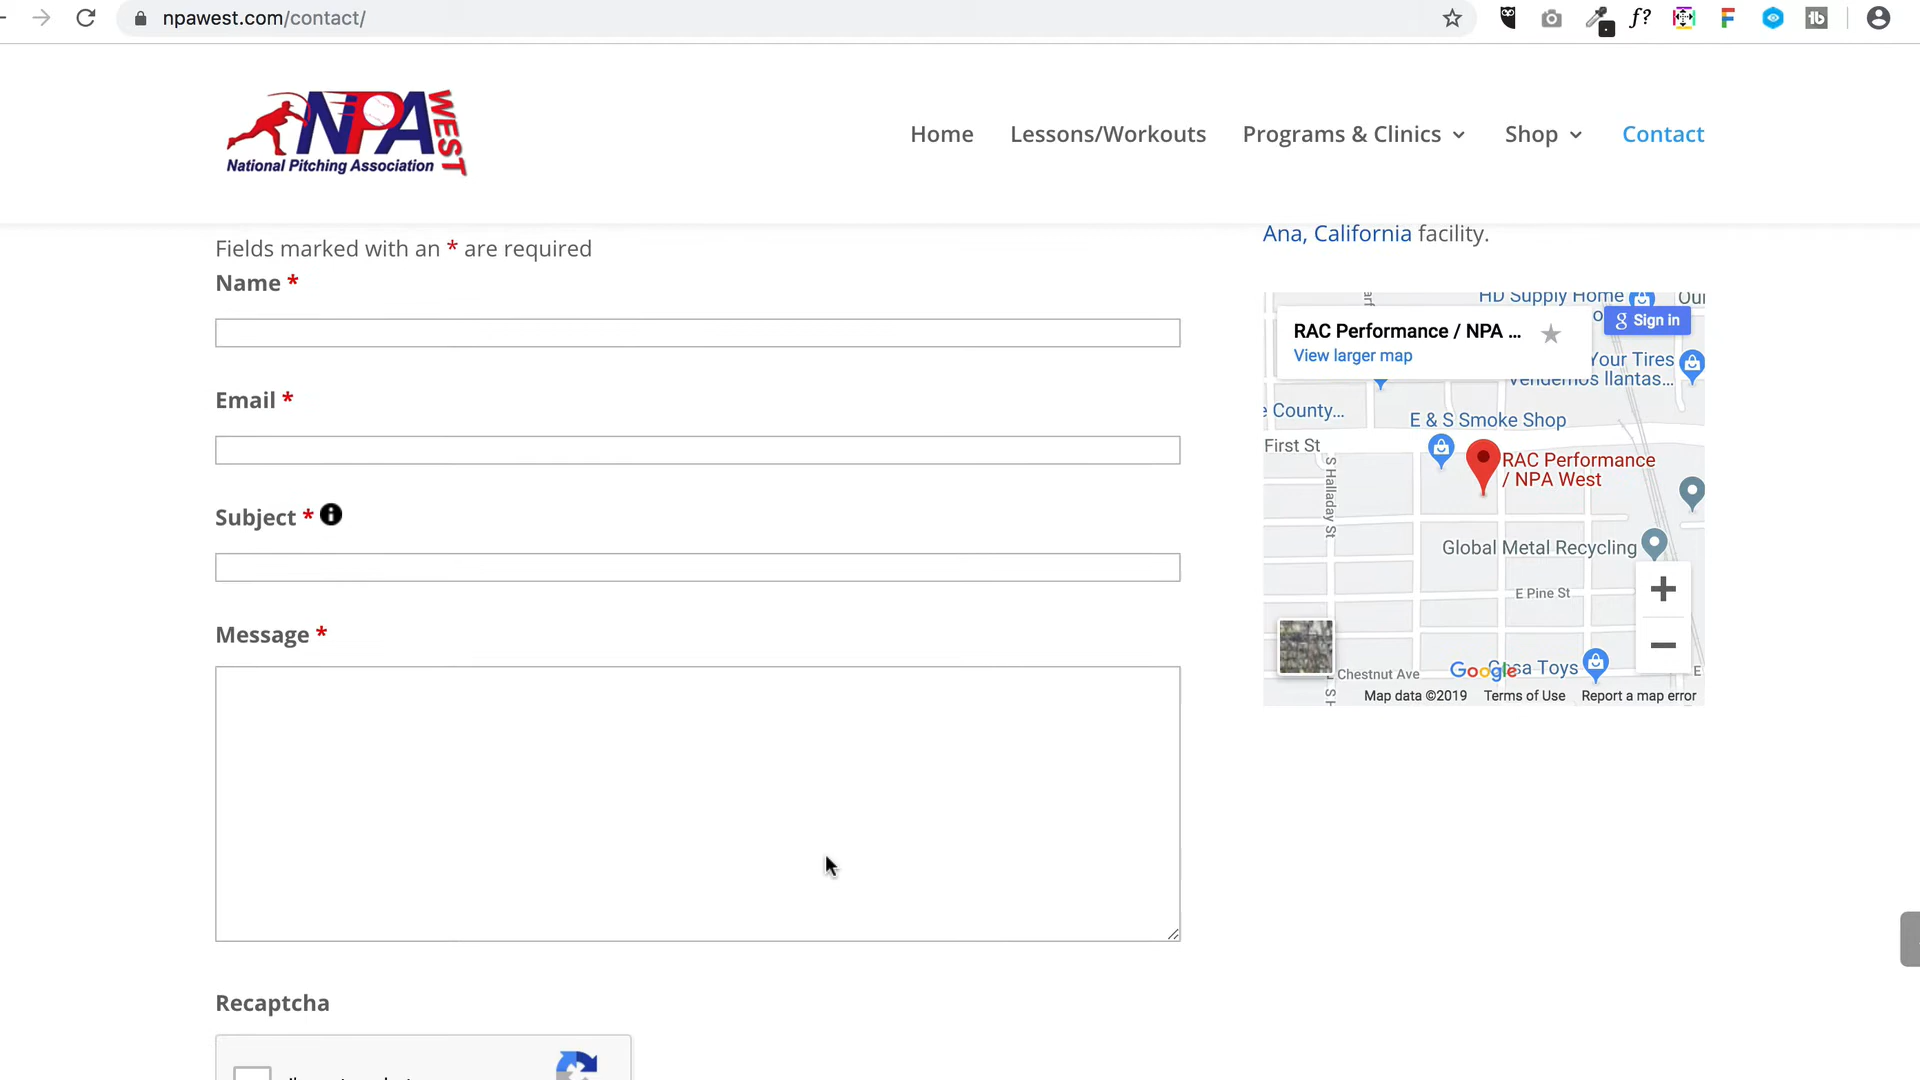 npawest.com/contact/
f?
NPA WEST
National Pitching Association
Home
Lessons/Workouts
Programs & Clinics
Shop
Contact
Fields marked with an * are required
Name *
Email *
Subject *
Message *
Recaptcha
Ana, California facility.
HD Supply Home
RAC Performance / NPA ...
View larger map
Sign in
Your Tires
Vendemos llantas...
e County...
E & S Smoke Shop
First St
S Halladay St
RAC Performance
/ NPA West
Global Metal Recycling
E Pine St
Chestnut Ave
Google
Toys
Map data ©2019
Terms of Use
Report a map error